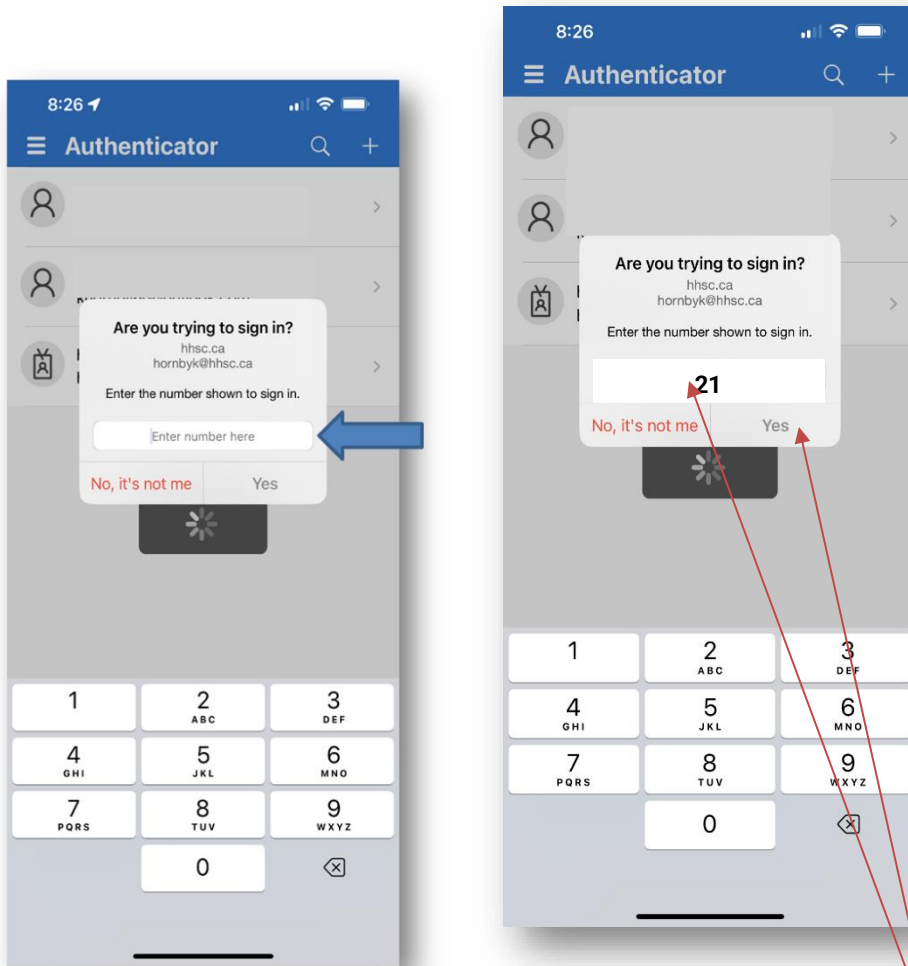 8:26
Authenticator
Are you trying to sign in?
hhsc.ca
hornbyk@hhsc.ca
Enter the number shown to sign in.
Enter number here
No, it's not me Yes
1 2 3
ABC DEF
4 5 6
GHI JKL MNO
7 8 9
PQRS TUV WXYZ
0
8:26
Authenticator
Are you trying to sign in?
hhsc.ca
hornbyk@hhsc.ca
Enter the number shown to sign in.
21
No, it's not me Yes
1 2 3
ABC DEF
4 5 6
GHI JKL MNO
7 8 9
PQRS TUV WXYZ
0